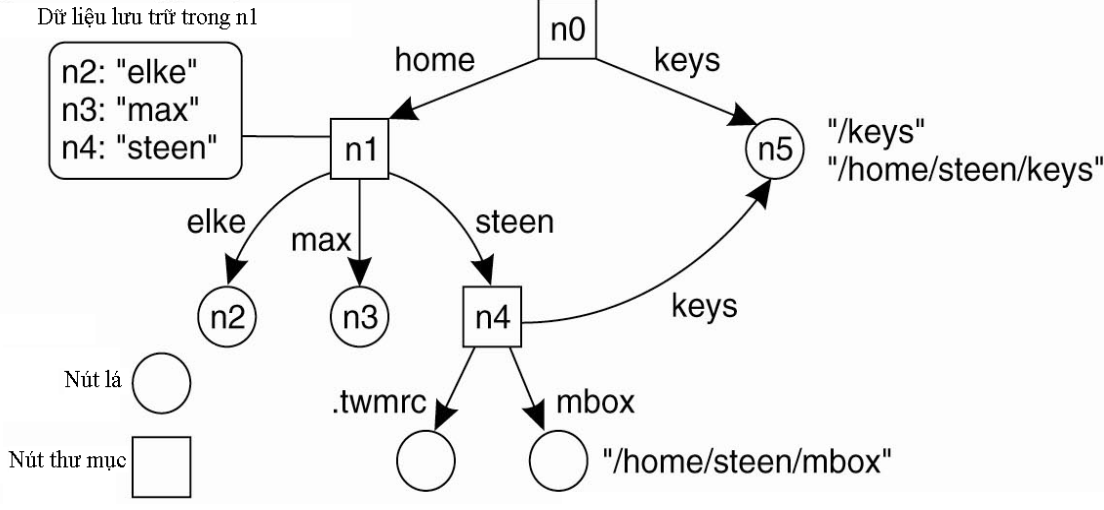 Dữ liệu lưu trữ trong n1
n0
n2: "elke"
n3: "max"
n4: "steen"
home
keys
n1
n5
"/keys"
"/home/steen/keys"
elke
max
steen
n2
n3
n4
keys
Nút lá
.twmrc
mbox
Nút thư mục
"/home/steen/mbox"